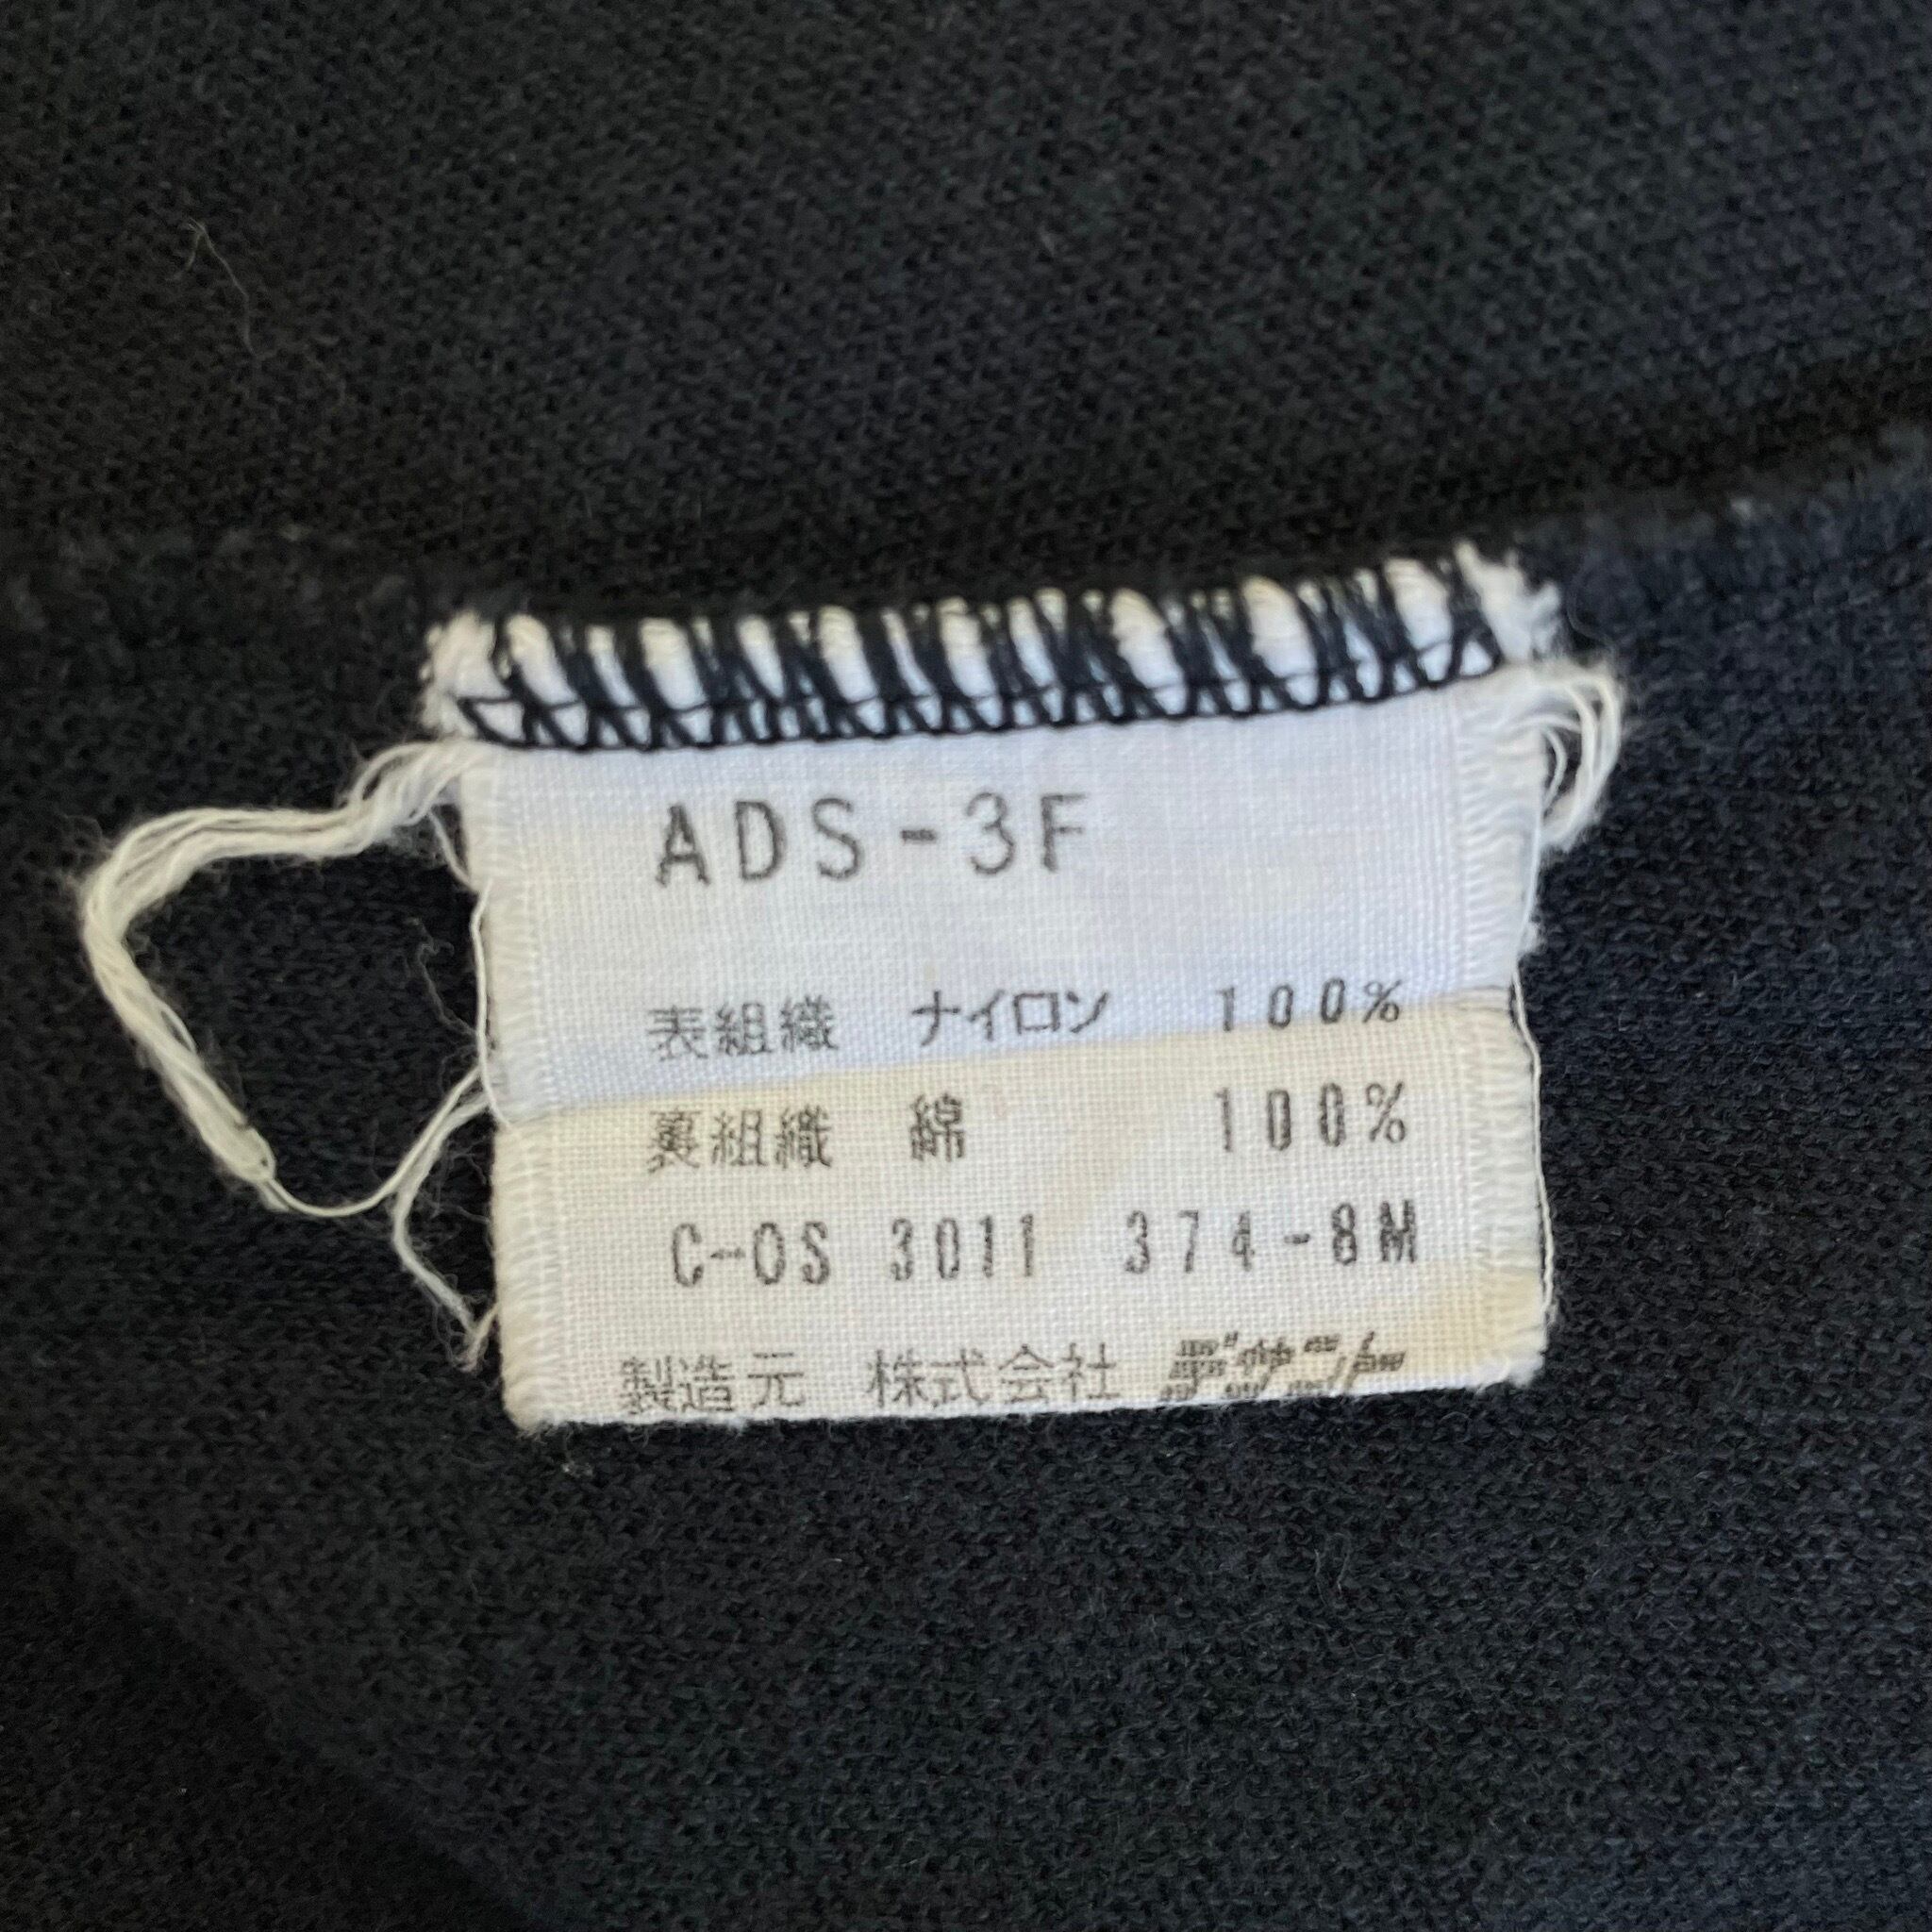 ADS-3F
表組織 ナイロン 100%
裏組織 綿 100%
C-OS 3011 374-8M
製造元 株式会社 デサント